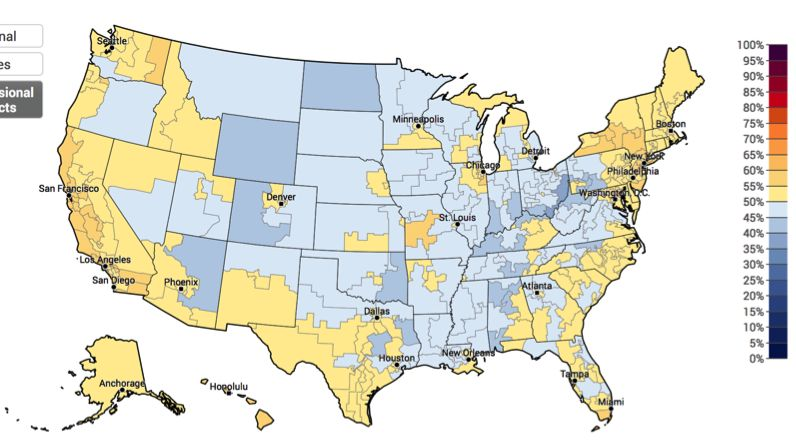 nal
es
ssional
cts
Seattle
Minneapolis
Boston
Detroit
Chicago
New York
Philadelphia
San Francisco
Denver
Washington, D.C.
St. Louis
Los Angeles
San Diego
Phoenix
Atlanta
Dallas
Houston
New Orleans
Tampa
Miami
Anchorage
Honolulu
100%
95%
90%
85%
80%
75%
70%
65%
60%
55%
50%
45%
40%
35%
30%
25%
20%
15%
10%
5%
0%